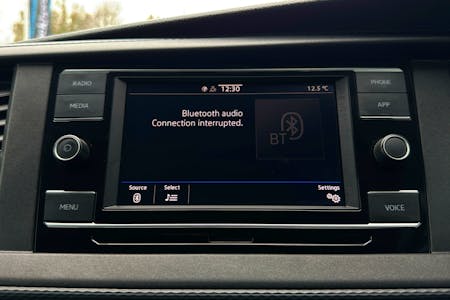 RADIO
MEDIA
MENU
12:30
12.5 °C
Bluetooth audio
Connection interrupted.
BT
Source
Select
Settings
PHONE
APP
VOICE